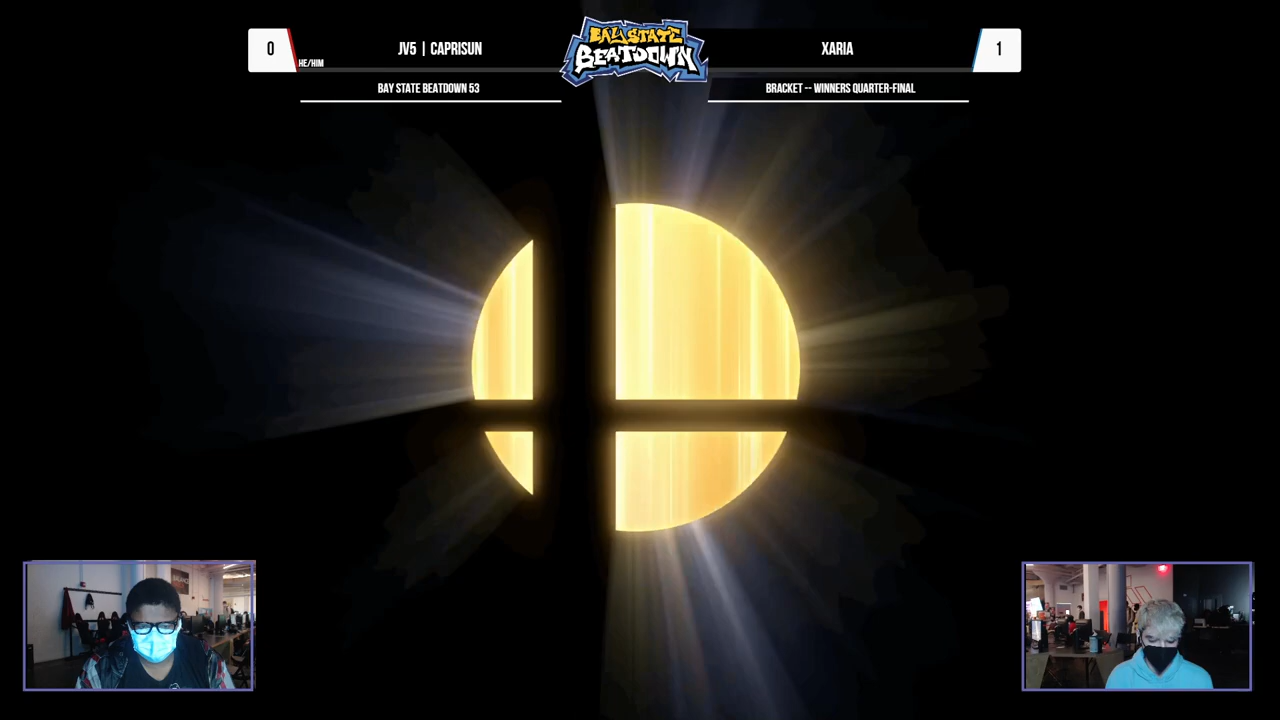 0
HE/HIM
JV5 | CAPRISUN
BAY STATE
BEATDOWN
XARIA
1
BAY STATE BEATDOWN 53
BRACKET -- WINNERS QUARTER-FINAL